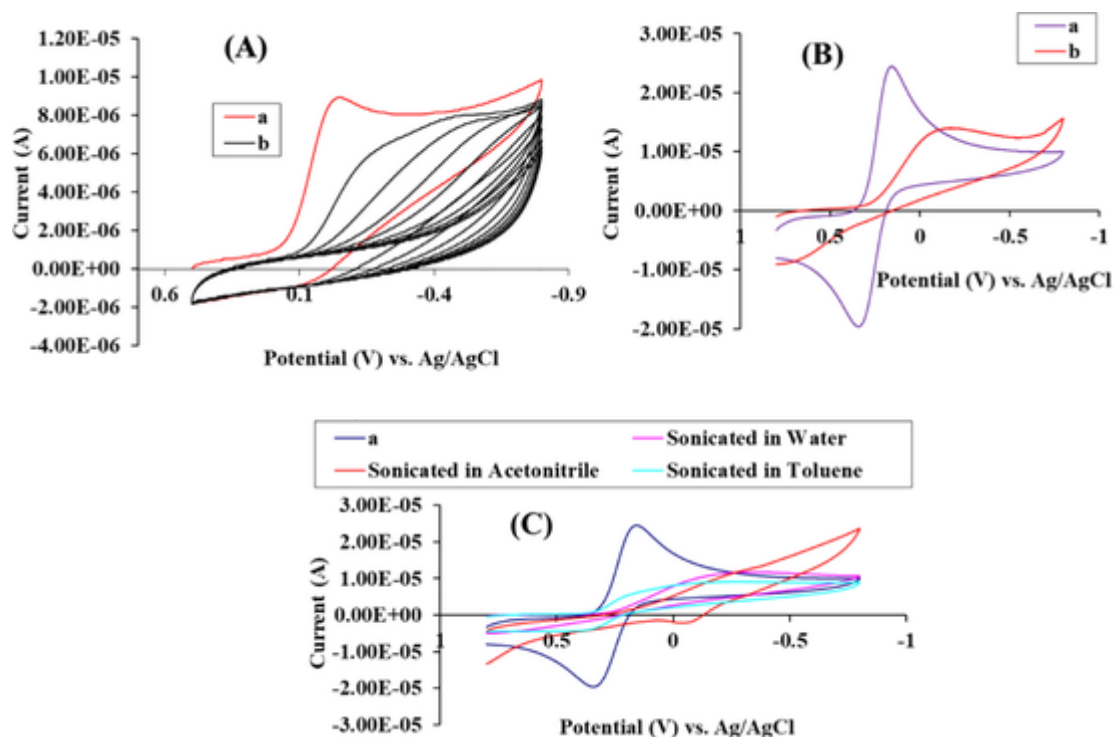 (A)
1.20E-05
1.00E-05
8.00E-06
6.00E-06
4.00E-06
2.00E-06
0.00E+00
-2.00E-06
-4.00E-06
0.6
0.1
-0.4
-0.9
a
b
Current (A)
Potential (V) vs. Ag/AgCl
(B)
3.00E-05
2.00E-05
1.00E-05
0.00E+00
-1.00E-05
-2.00E-05
1
0.5
0
-0.5
-1
a
b
Current (A)
Potential (V) vs. Ag/AgCl
a
Sonicated in Water
Sonicated in Acetonitrile
Sonicated in Toluene
(C)
3.00E-05
2.00E-05
1.00E-05
0.00E+00
-1.00E-05
-2.00E-05
-3.00E-05
1
0.5
0
-0.5
-1
Current (A)
Potential (V) vs. Ag/AgCl